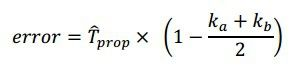 error = T̂_prop × (1 − (k_a + k_b)/2)